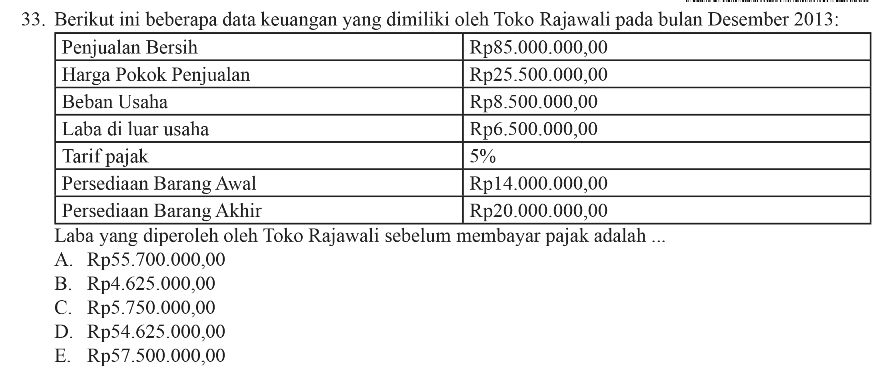 33. Berikut ini beberapa data keuangan yang dimiliki oleh Toko Rajawali pada bulan Desember 2013:
Penjualan Bersih Rp85.000.000,00
Harga Pokok Penjualan Rp25.500.000,00
Beban Usaha Rp8.500.000,00
Laba di luar usaha Rp6.500.000,00
Tarif pajak 5%
Persediaan Barang Awal Rp14.000.000,00
Persediaan Barang Akhir Rp20.000.000,00
Laba yang diperoleh oleh Toko Rajawali sebelum membayar pajak adalah ...
A. Rp55.700.000,00
B. Rp4.625.000,00
C. Rp5.750.000,00
D. Rp54.625.000,00
E. Rp57.500.000,00